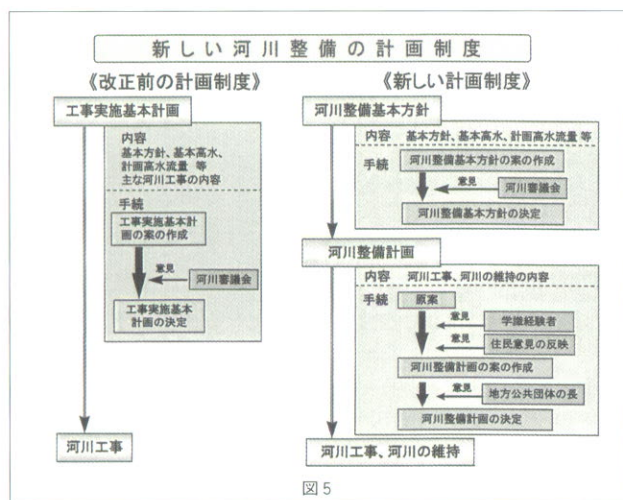 新しい河川整備の計画制度
《改正前の計画制度》
工事実施基本計画
内容
基本方針、基本高水、
計画高水流量 等
主な河川工事の内容
手続
工事実施基本計
画の案の作成
意見
河川審議会
工事実施基本
計画の決定
河川工事
《新しい計画制度》
河川整備基本方針
内容 基本方針、基本高水、計画高水流量 等
手続
河川整備基本方針の案の作成
意見
河川審議会
河川整備基本方針の決定
河川整備計画
内容 河川工事、河川の維持の内容
手続
原案
意見
学識経験者
意見
住民意見の反映
河川整備計画の案の作成
意見
地方公共団体の長
河川整備計画の決定
河川工事、河川の維持
図5